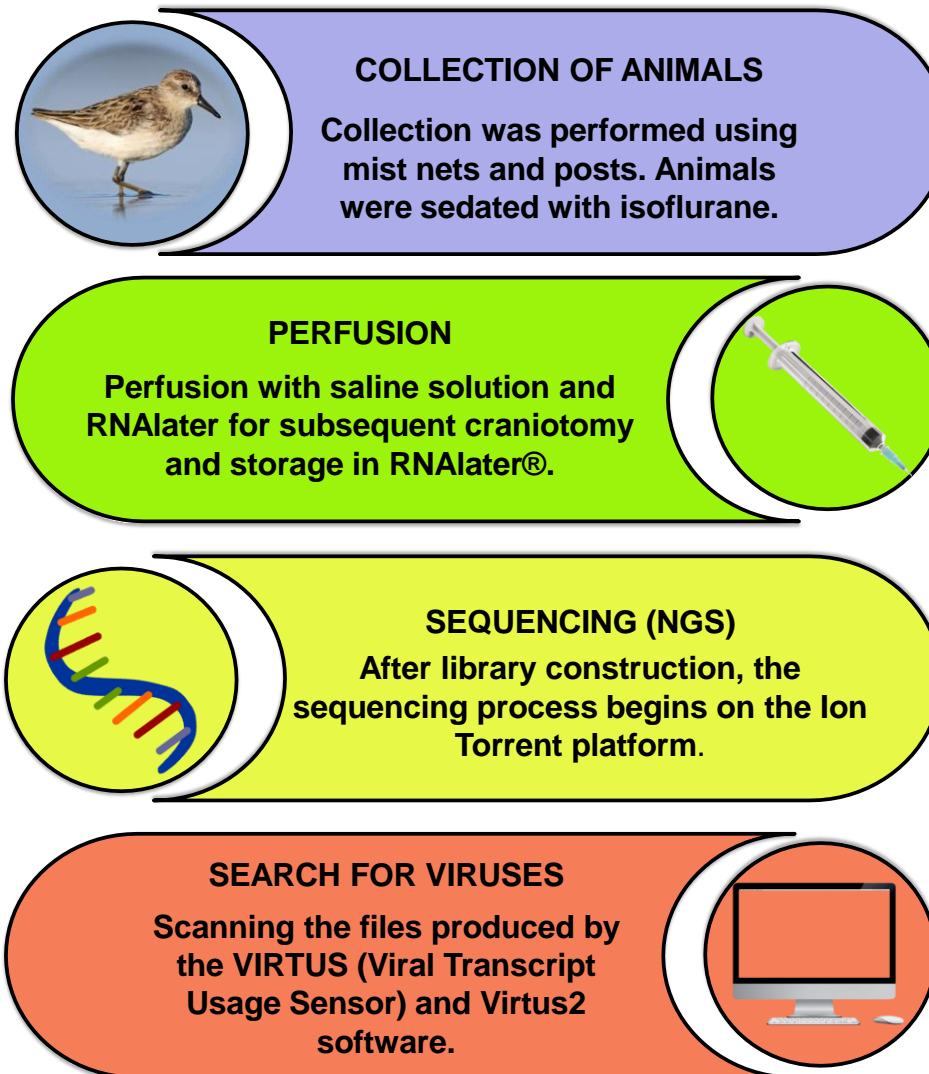 COLLECTION OF ANIMALS
Collection was performed using
mist nets and posts. Animals
were sedated with isoflurane.
PERFUSION
Perfusion with saline solution and
RNAlater for subsequent craniotomy
and storage in RNAlater®.
SEQUENCING (NGS)
After library construction, the
sequencing process begins on the Ion
Torrent platform.
SEARCH FOR VIRUSES
Scanning the files produced by
the VIRTUS (Viral Transcript
Usage Sensor) and Virtus2
software.